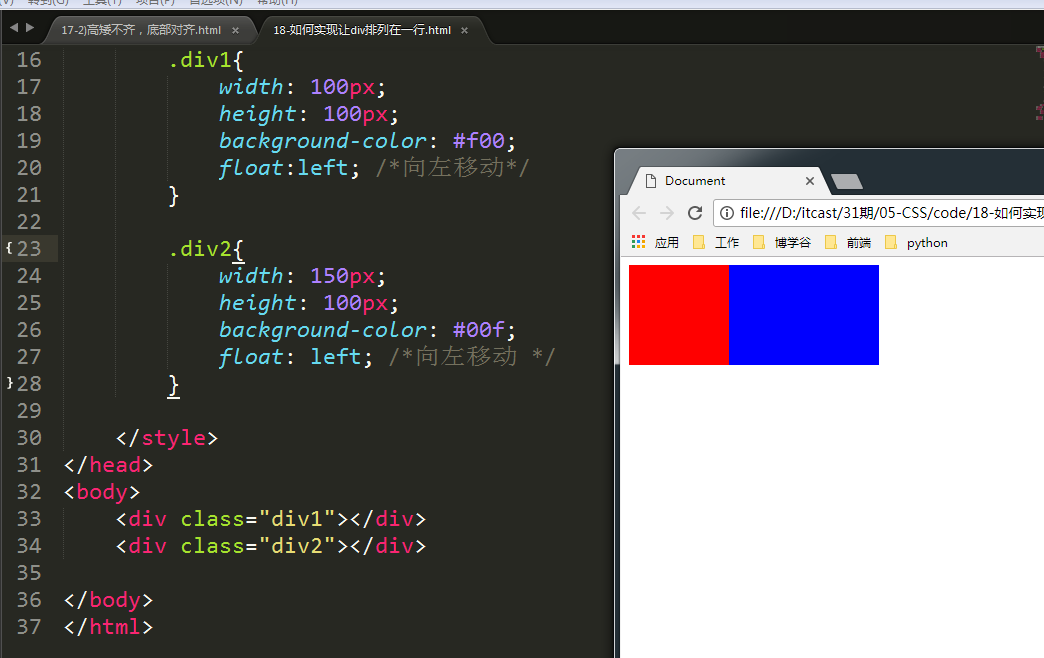 17-2)高矮不齐，底部对齐.html × 18-如何实现让div排列在一行.html ×
16 .div1{
17 width: 100px;
18 height: 100px;
19 background-color: #f00;
20 float:left; /*向左移动*/
21 }
22
23 .div2{
24 width: 150px;
25 height: 100px;
26 background-color: #00f;
27 float: left; /*向左移动 */
28 }
29
30 </style>
31 </head>
32 <body>
33 <div class="div1"></div>
34 <div class="div2"></div>
35
36 </body>
37 </html>
Document ×
file:///D:/itcast/31期/05-CSS/code/18-如何实现
应用 工作 博学谷 前端 python